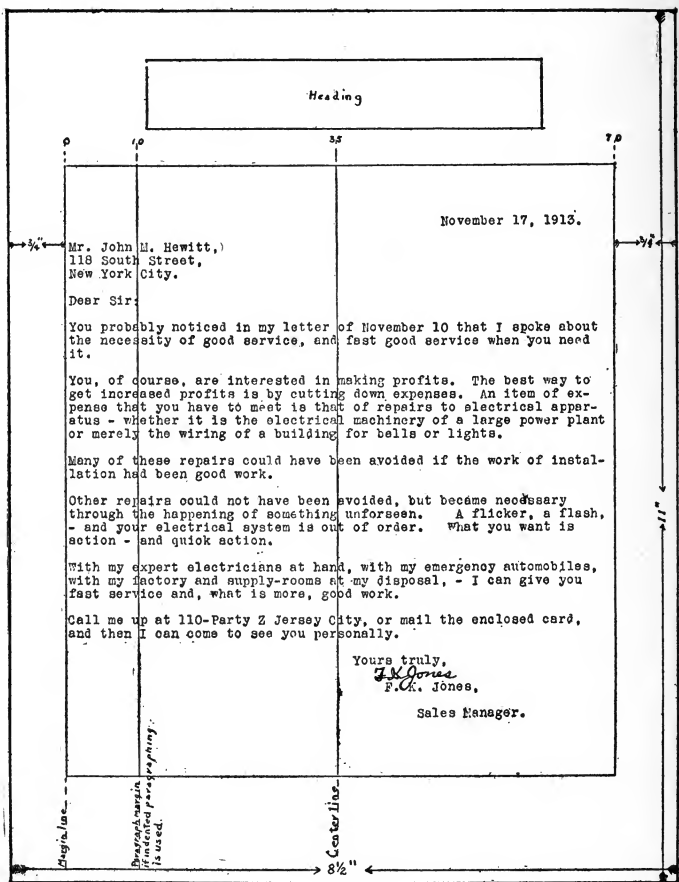 Heading
0 1,0 3,5 7,0
November 17, 1913.
3/4" 3/4"
Mr. John M. Hewitt,)
118 South Street,
New York City.
Dear Sir:
You probably noticed in my letter of November 10 that I spoke about
the necessity of good service, and fast good service when you need
it.
You, of course, are interested in making profits. The best way to
get increased profits is by cutting down expenses. An item of ex-
pense that you have to meet is that of repairs to electrical appar-
atus - whether it is the electrical machinery of a large power plant
or merely the wiring of a building for bells or lights.
Many of these repairs could have been avoided if the work of instal-
lation had been good work.
Other repairs could not have been avoided, but became necessary
through the happening of something unforseen. A flicker, a flash,
- and your electrical system is out of order. What you want is
action - and quick action.
11"
With my expert electricians at hand, with my emergency automobiles,
with my factory and supply-rooms at my disposal, - I can give you
fast service and, what is more, good work.
Call me up at 110-Party Z Jersey City, or mail the enclosed card,
and then I can come to see you personally.
Yours truly,
F K Jones
F. K. Jones,
Sales Manager.
Margin line
Paragraph margin
if indented paragraphing
is used.
Center Line
8½"